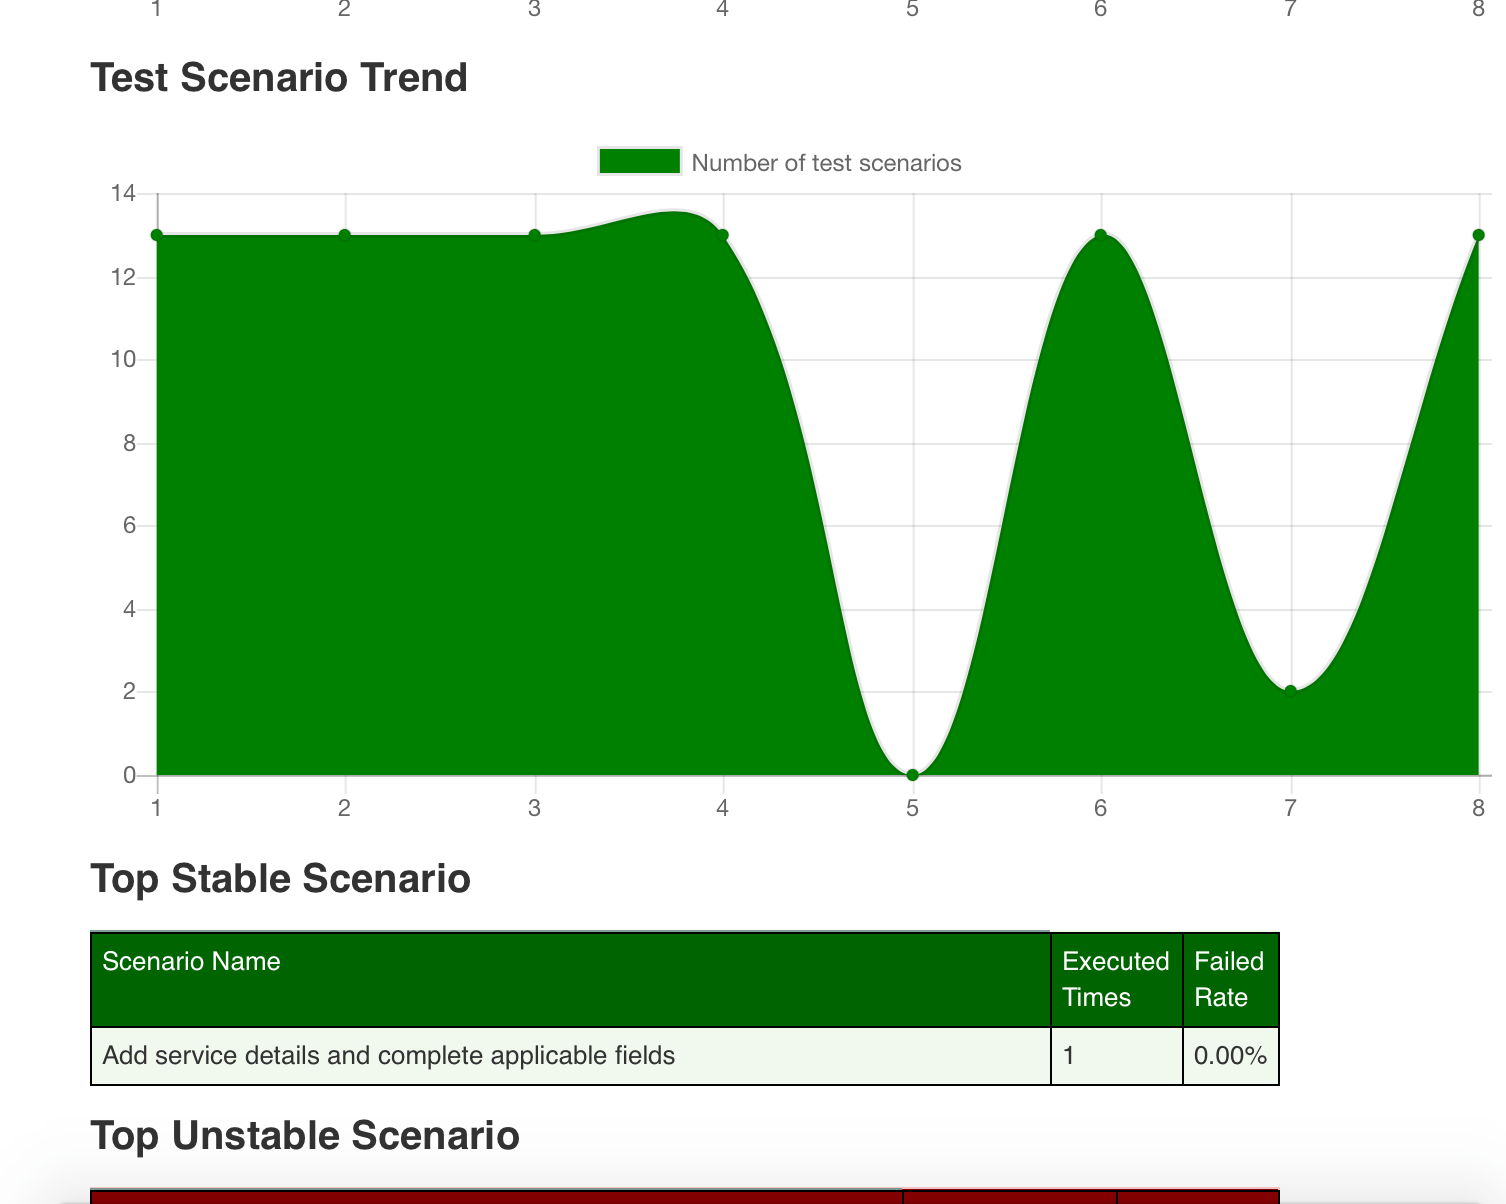 1 2 3 4 5 6 7 8
Test Scenario Trend
Number of test scenarios
14
12
10
8
6
4
2
0
1 2 3 4 5 6 7 8
Top Stable Scenario
Scenario Name
Executed
Times
Failed
Rate
Add service details and complete applicable fields
1
0.00%
Top Unstable Scenario